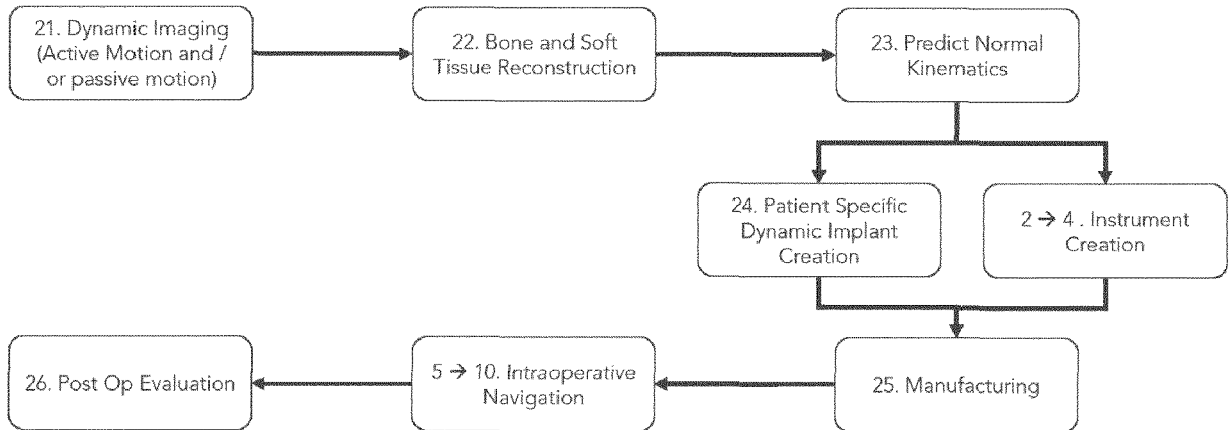 21. Dynamic Imaging
(Active Motion and /
or passive motion)
22. Bone and Soft
Tissue Reconstruction
23. Predict Normal
Kinematics
24. Patient Specific
Dynamic Implant
Creation
2 → 4 . Instrument
Creation
25. Manufacturing
5 → 10. Intraoperative
Navigation
26. Post Op Evaluation